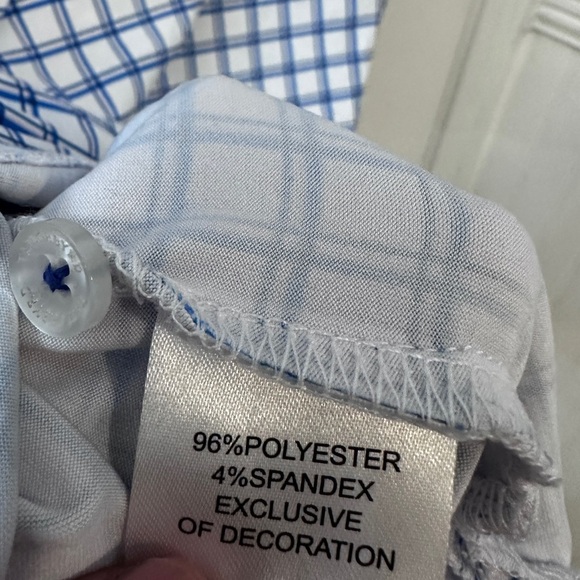 96%POLYESTER
4%SPANDEX
EXCLUSIVE
OF DECORATION